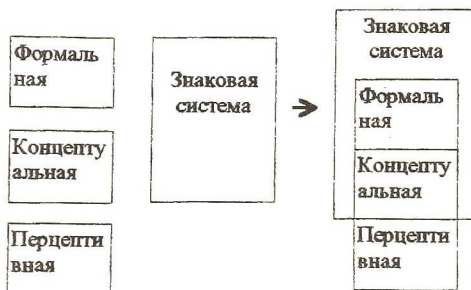 Формаль
ная
Концепту
альная
Перцепти
вная
Знаковая
система
Знаковая
система
Формаль
ная
Концепту
альная
Перцепти
вная